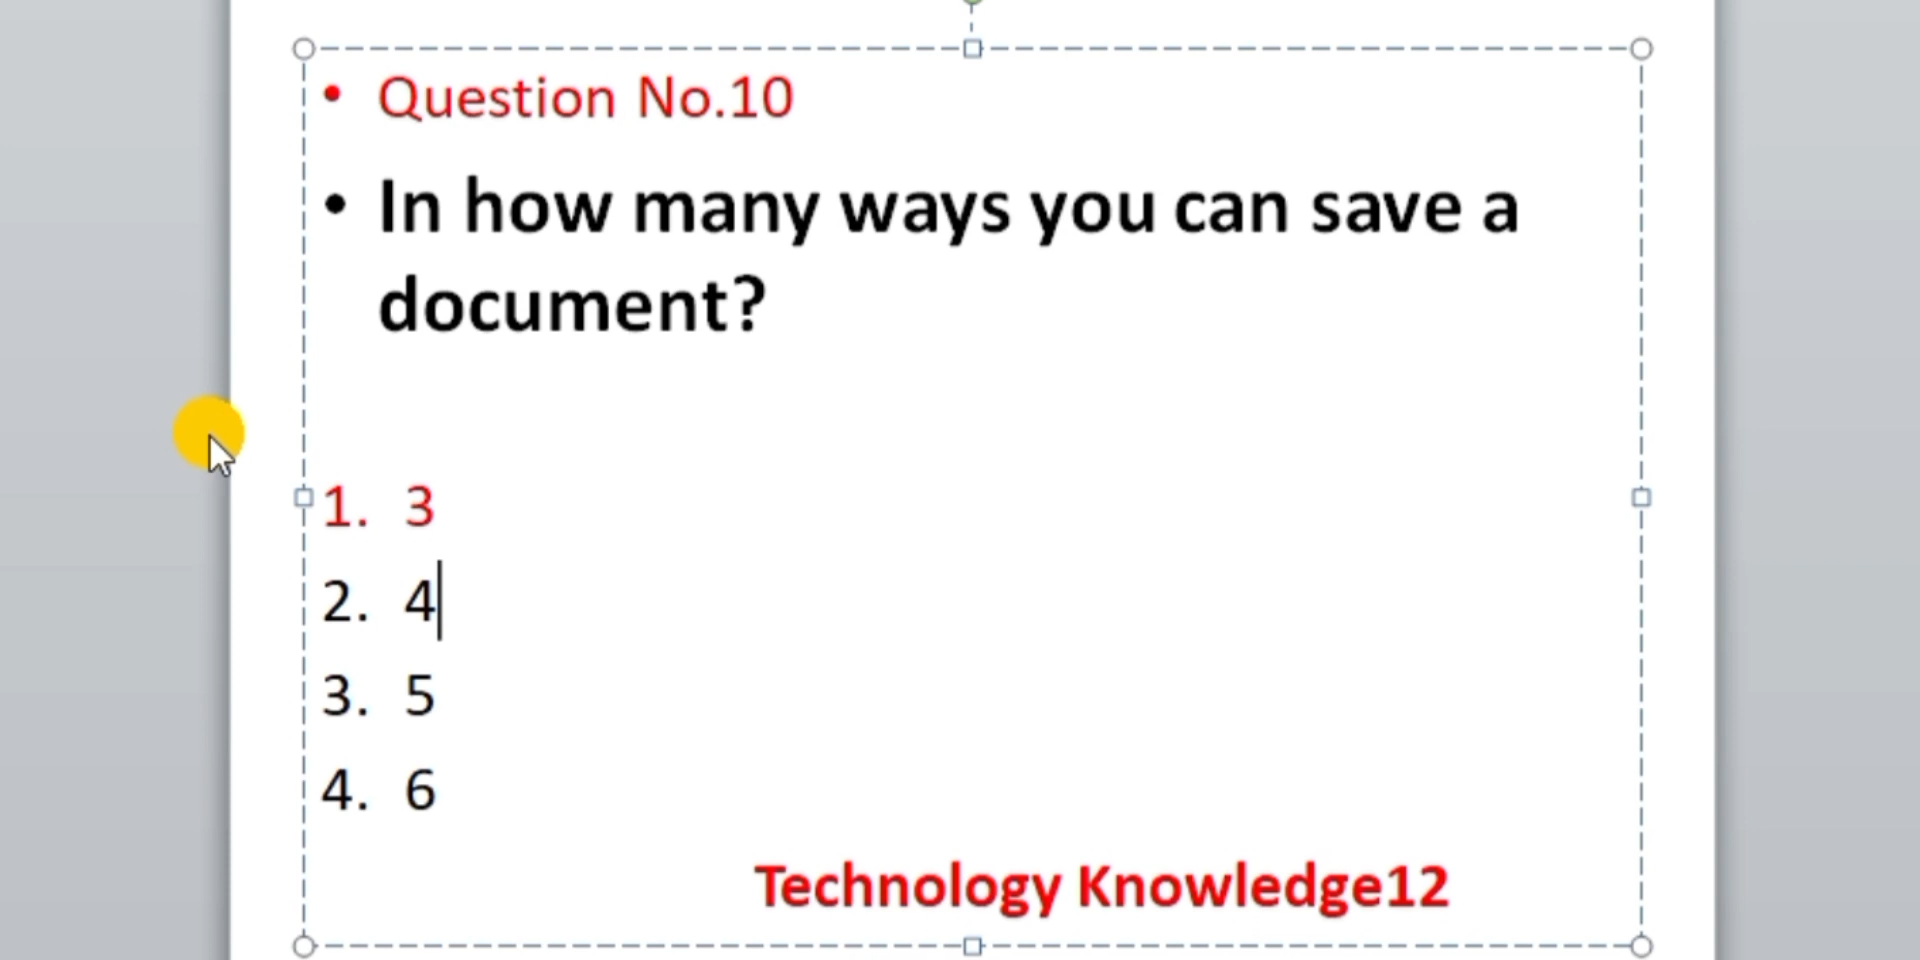 • Question No.10
• In how many ways you can save a
document?
1. 3
2. 4
3. 5
4. 6
Technology Knowledge12